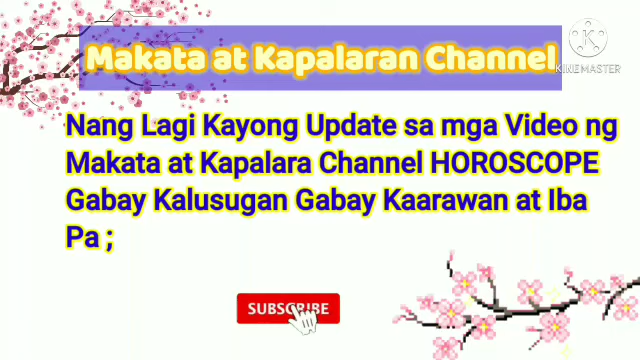 Makata at Kapalaran Channel
KINEMASTER
Nang Lagi Kayong Update sa mga Video ng
Makata at Kapalara Channel HOROSCOPE
Gabay Kalusugan Gabay Kaarawan at Iba
Pa ;
SUBSCRIBE